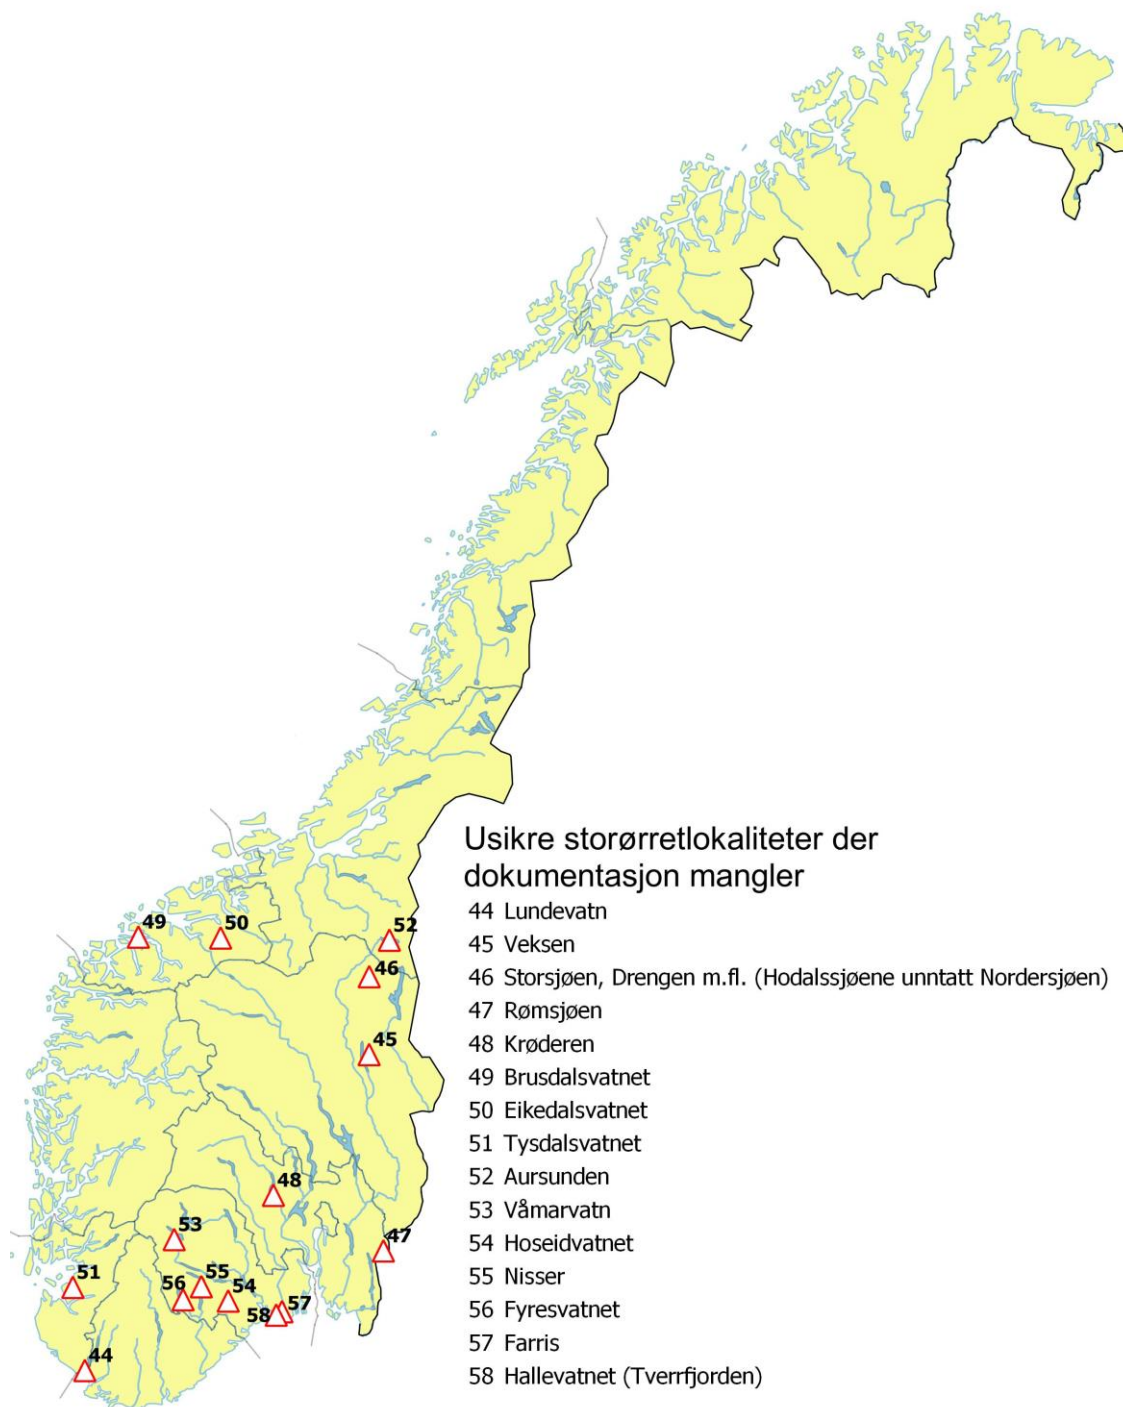 Usikre storørretlokaliteter der
dokumentasjon mangler
44 Lundevatn
45 Veksen
46 Storsjøen, Drengen m.fl. (Hodalssjøene unntatt Nordersjøen)
47 Rømsjøen
48 Krøderen
49 Brusdalsvatnet
50 Eikedalsvatnet
51 Tysdalsvatnet
52 Aursunden
53 Våmarvatn
54 Hoseidvatnet
55 Nisser
56 Fyresvatnet
57 Farris
58 Hallevatnet (Tverrfjorden)
49
50
52
46
45
48
53
47
51
56
55
54
58
57
44